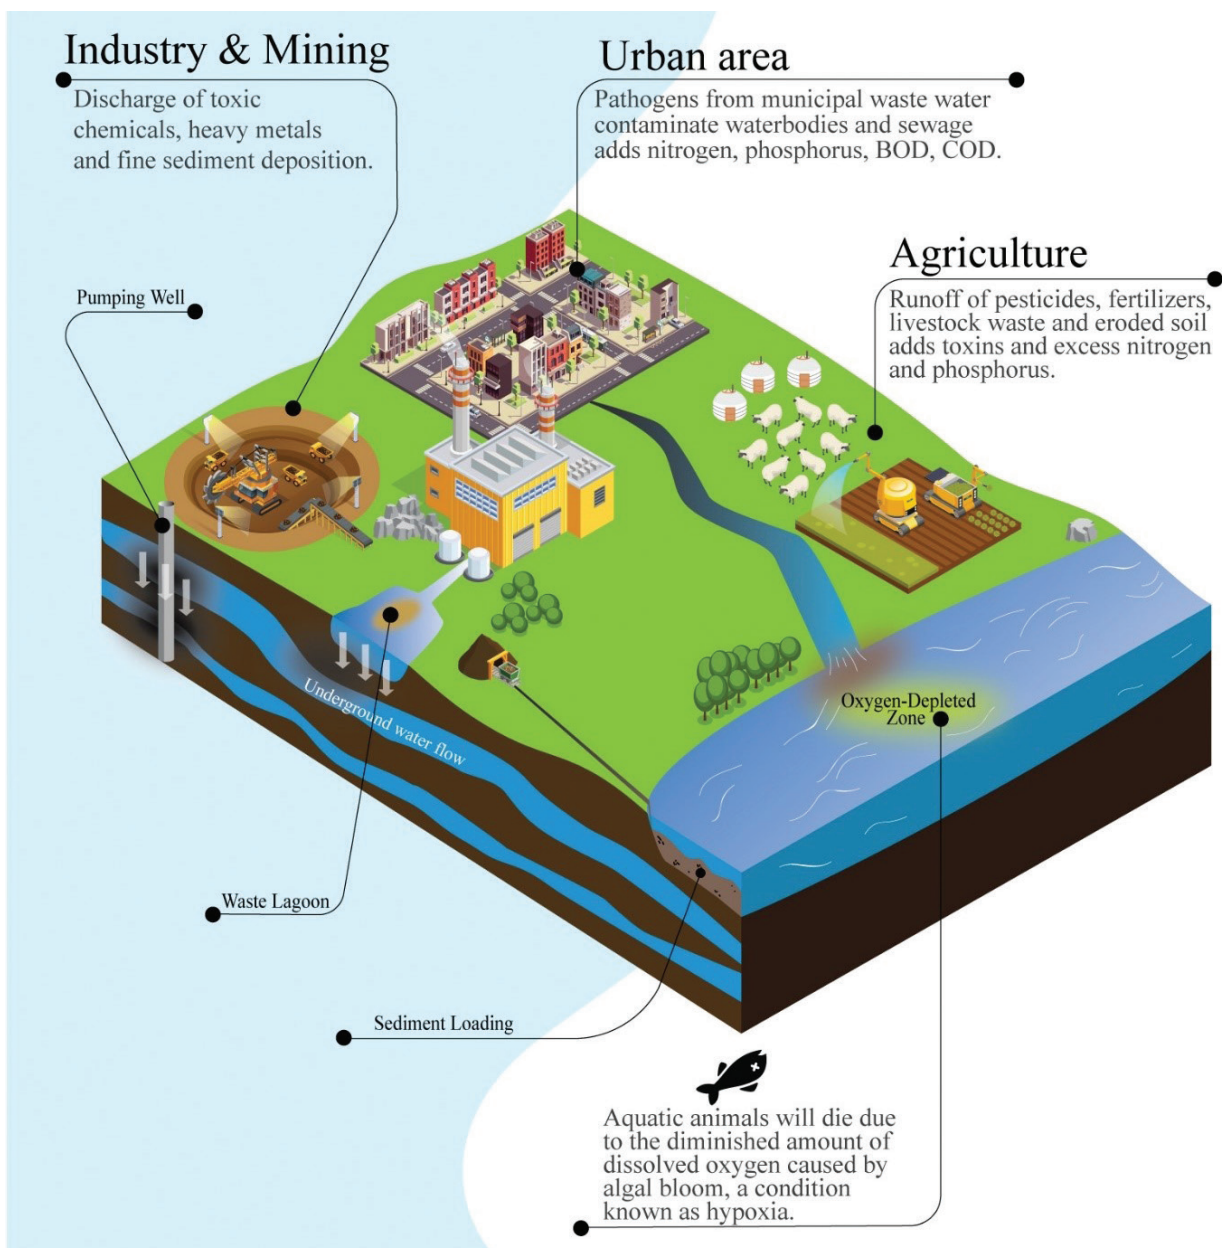 Industry & Mining
Discharge of toxic
chemicals, heavy metals
and fine sediment deposition.
Urban area
Pathogens from municipal waste water
contaminate waterbodies and sewage
adds nitrogen, phosphorus, BOD, COD.
Agriculture
Runoff of pesticides, fertilizers,
livestock waste and eroded soil
adds toxins and excess nitrogen
and phosphorus.
Pumping Well
Underground water flow
Oxygen-Depleted
Zone
Waste Lagoon
Sediment Loading
Aquatic animals will die due
to the diminished amount of
dissolved oxygen caused by
algal bloom, a condition
known as hypoxia.